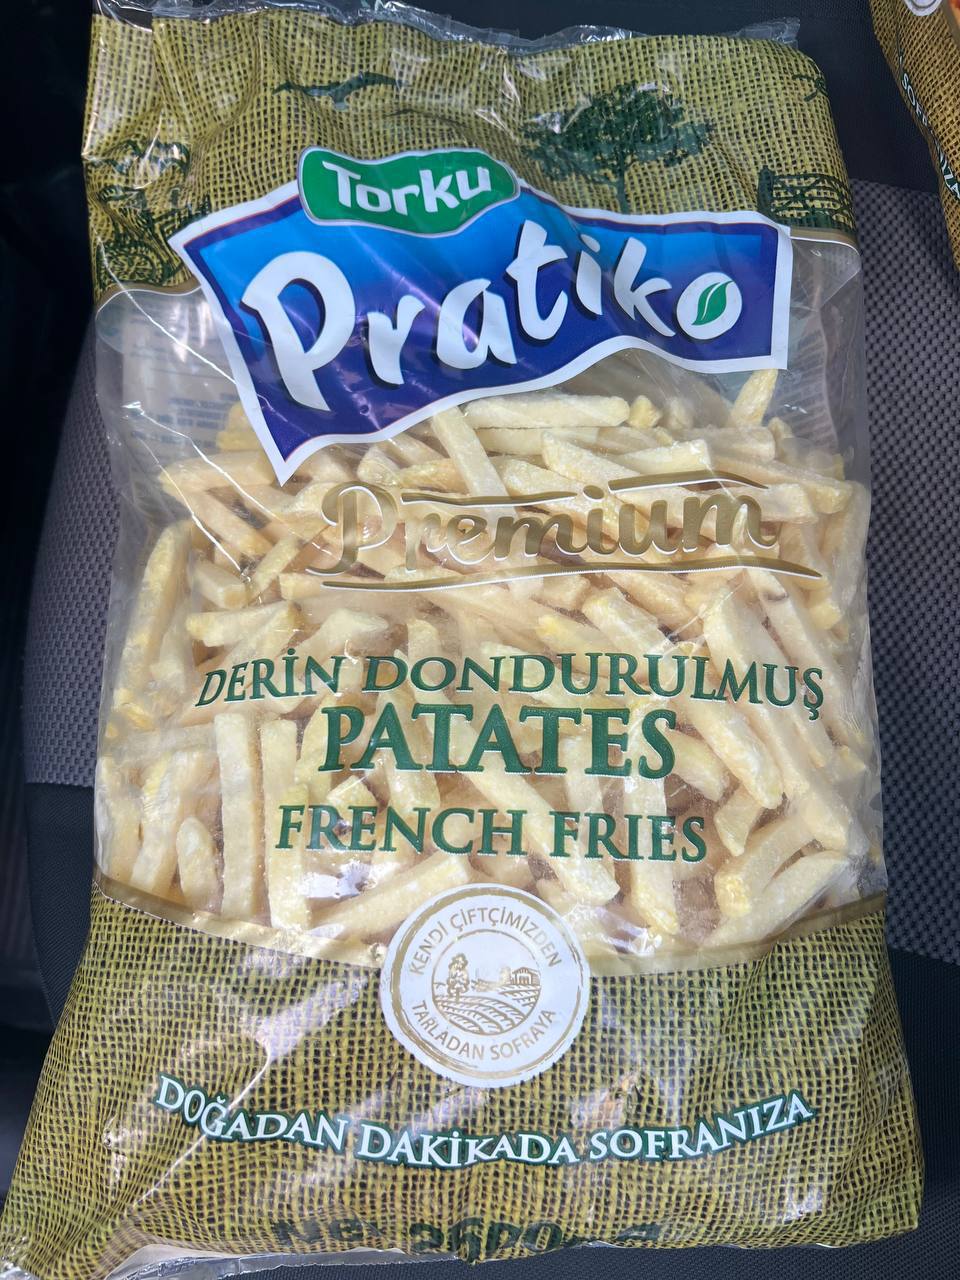 Torku
Pratiko
Premium
DERİN DONDURULMUŞ
PATATES
FRENCH FRIES
KENDİ ÇİFTÇİMİZDEN
TARLADAN SOFRAYA
DOĞADAN DAKİKADA SOFRANIZA